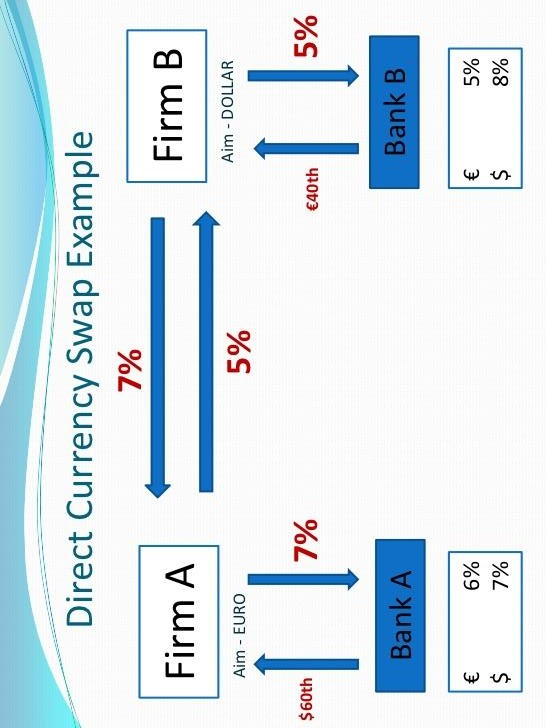 Direct Currency Swap Example
7%
Firm A
Firm B
5%
Aim - EURO
Aim - DOLLAR
$60th
7%
€40th
5%
Bank A
Bank B
€ 6%
$ 7%
€ 5%
$ 8%